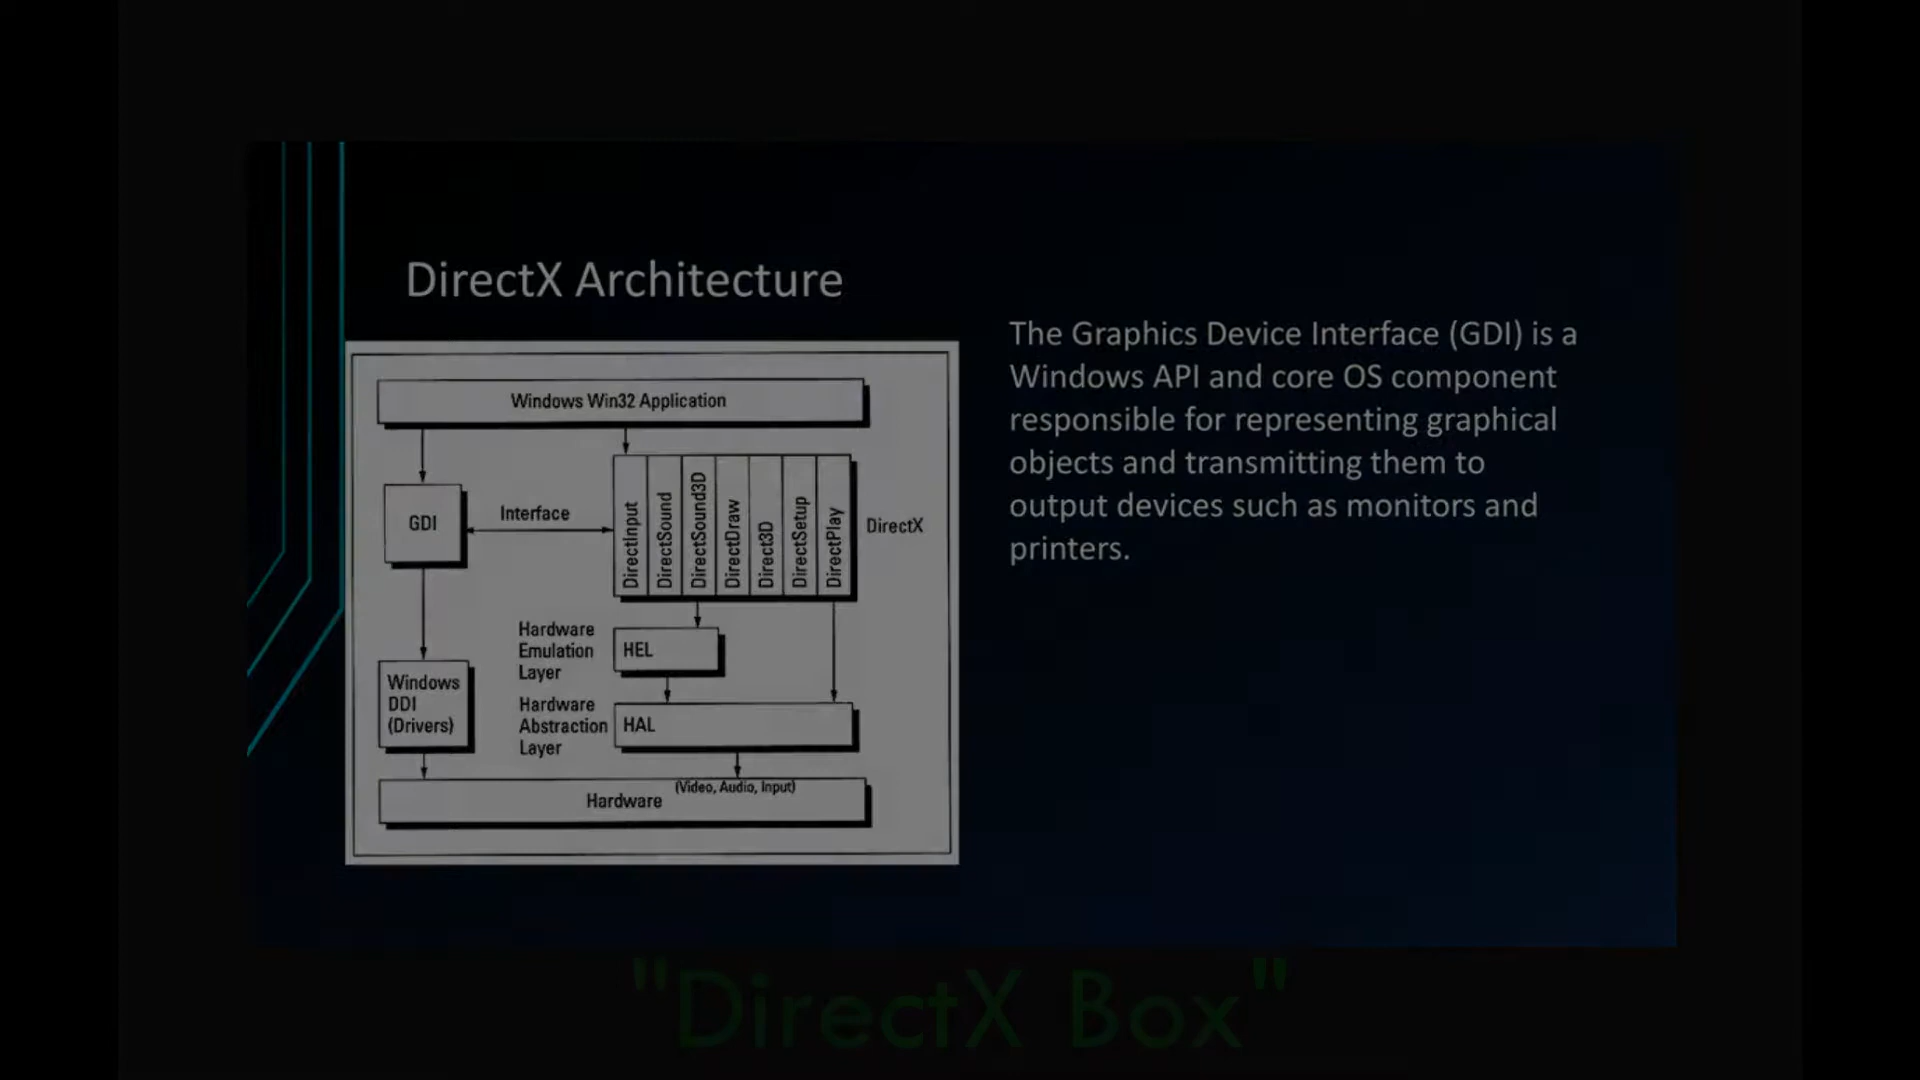 DirectX Architecture
The Graphics Device Interface (GDI) is a
Windows API and core OS component
responsible for representing graphical
objects and transmitting them to
output devices such as monitors and
printers.
Windows Win32 Application
GDI
Interface
DirectInput
DirectSound
DirectSound3D
DirectDraw
Direct3D
DirectSetup
DirectPlay
DirectX
Hardware
Emulation
Layer
HEL
Windows
DDI
(Drivers)
Hardware
Abstraction
Layer
HAL
(Video, Audio, Input)
Hardware
"DirectX Box"